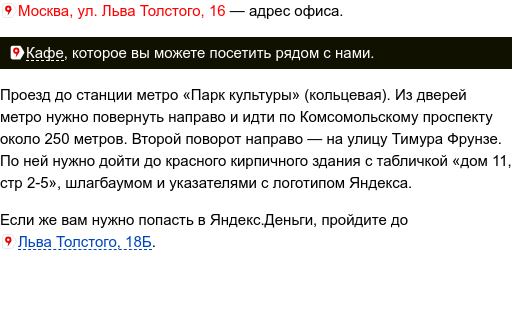 Москва, ул. Льва Толстого, 16 — адрес офиса.
Кафе, которое вы можете посетить рядом с нами.
Проезд до станции метро «Парк культуры» (кольцевая). Из дверей
метро нужно повернуть направо и идти по Комсомольскому проспекту
около 250 метров. Второй поворот направо — на улицу Тимура Фрунзе.
По ней нужно дойти до красного кирпичного здания с табличкой «дом 11,
стр 2-5», шлагбаумом и указателями с логотипом Яндекса.
Если же вам нужно попасть в Яндекс.Деньги, пройдите до
Льва Толстого, 18Б.